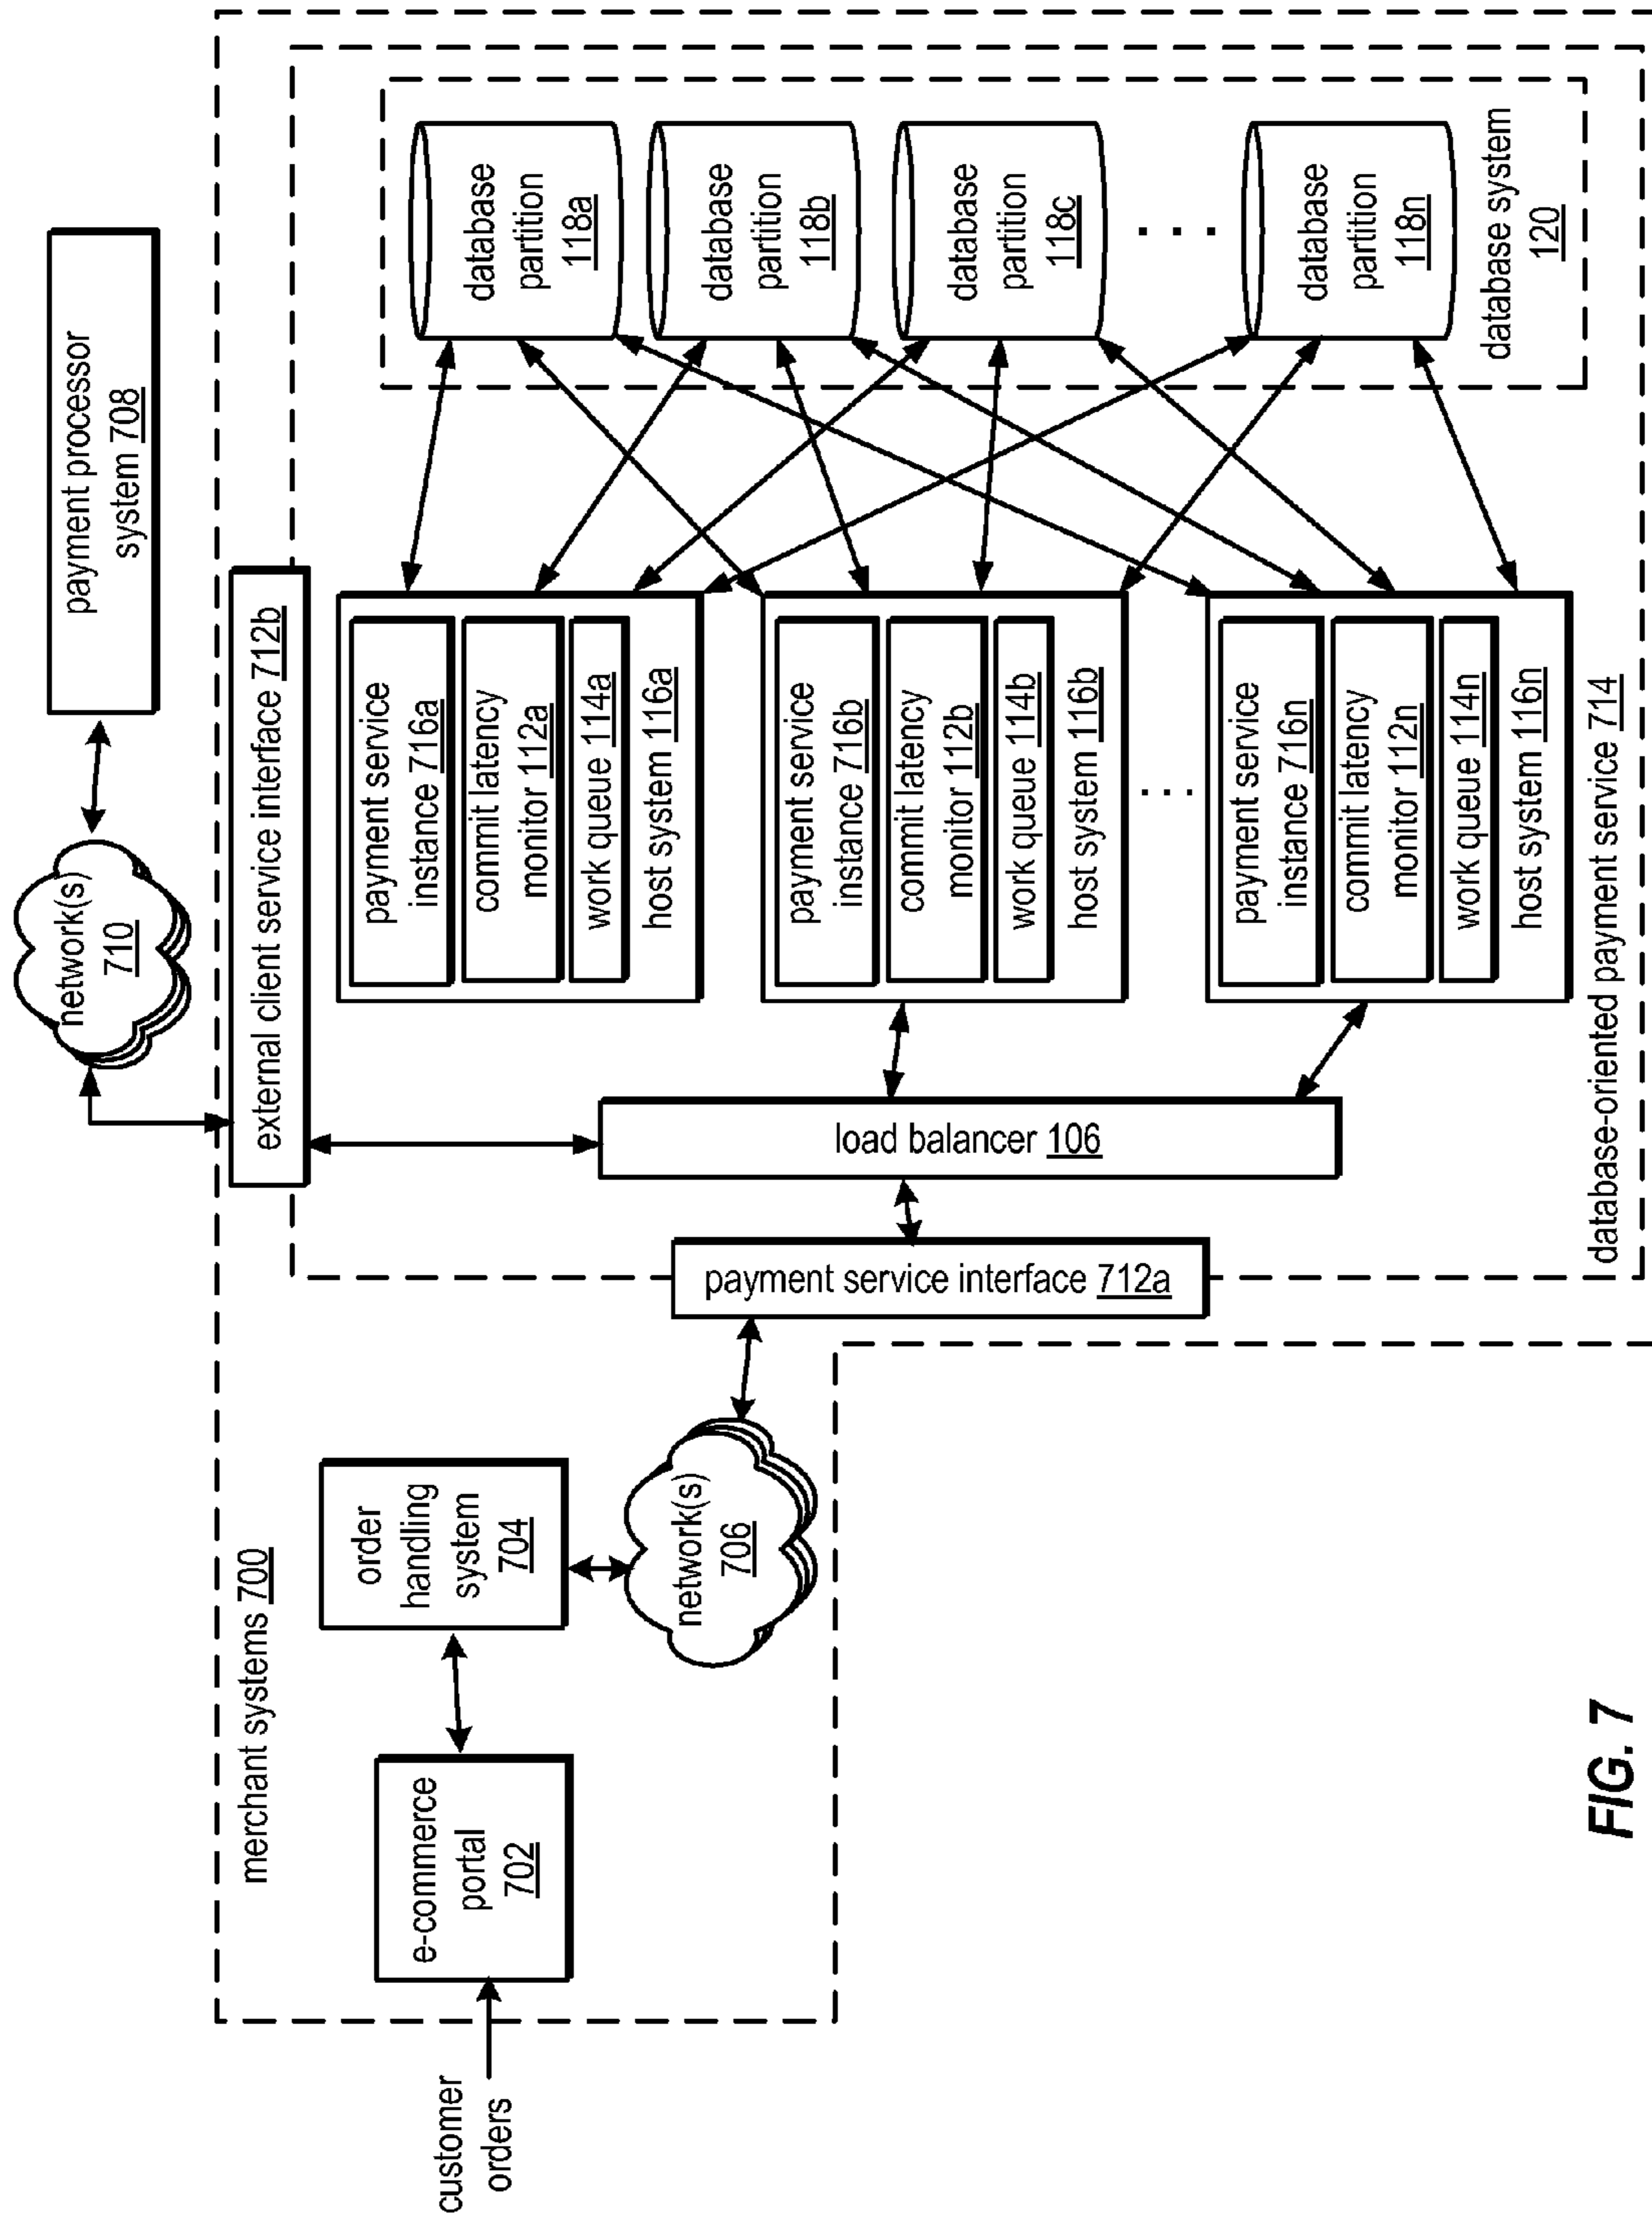 payment processor
system 708
network(s)
710
merchant systems 700
external client service interface 712b
customer
orders
e-commerce
portal
702
order
handling
system
704
network(s)
706
payment service interface 712a
load balancer 106
payment service
instance 716a
commit latency
monitor 112a
work queue 114a
host system 116a
payment service
instance 716b
commit latency
monitor 112b
work queue 114b
host system 116b
. . .
payment service
instance 716n
commit latency
monitor 112n
work queue 114n
host system 116n
database
partition
118a
database
partition
118b
database
partition
118c
. . .
database
partition
118n
database system
120
database-oriented payment service 714
FIG. 7